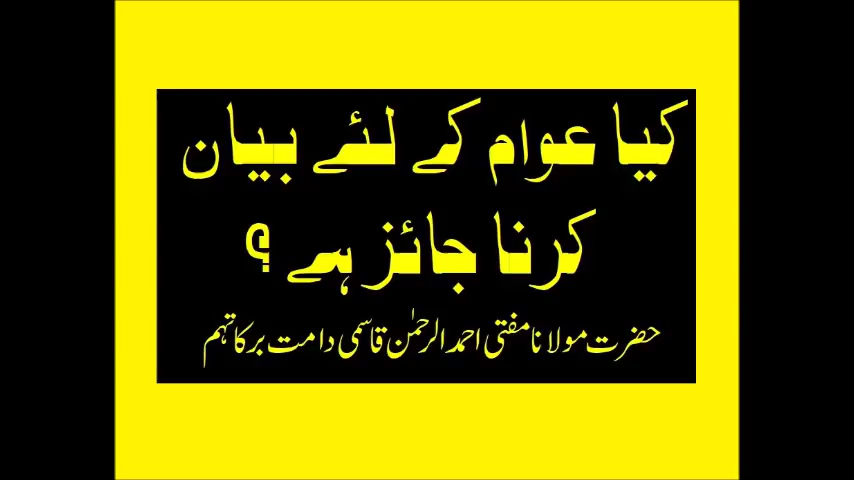 کیا عوام کے لئے بیان
کرنا جائز ہے ؟
حضرت مولانا مفتی احمد الرحمٰن قاسمی دامت برکاتہم